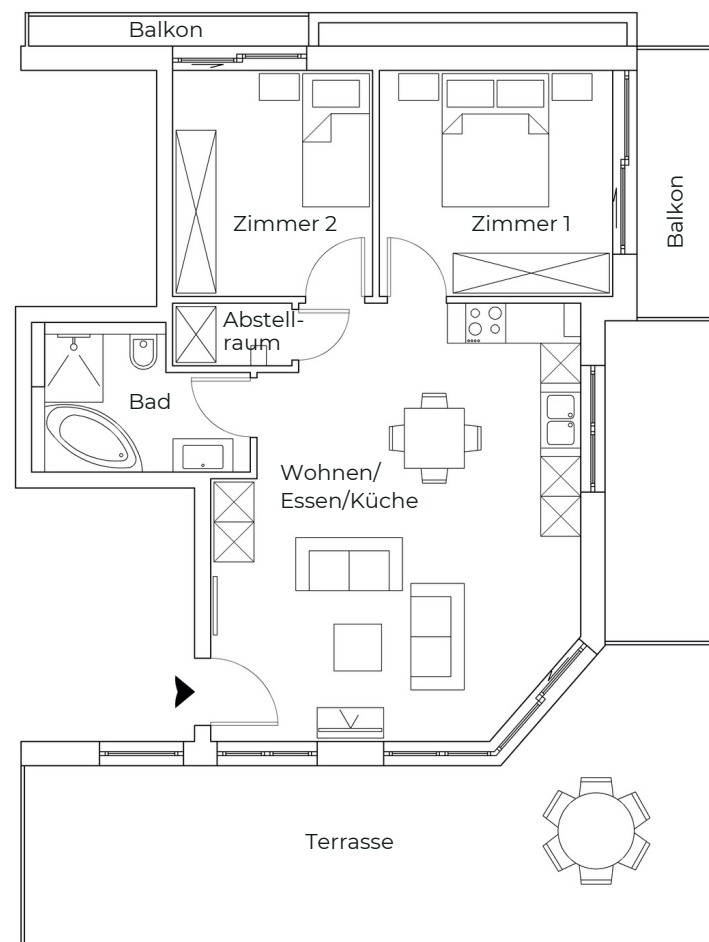 Balkon
Zimmer 2
Zimmer 1
Balkon
Abstell-
raum
Bad
Wohnen/
Essen/Küche
Terrasse